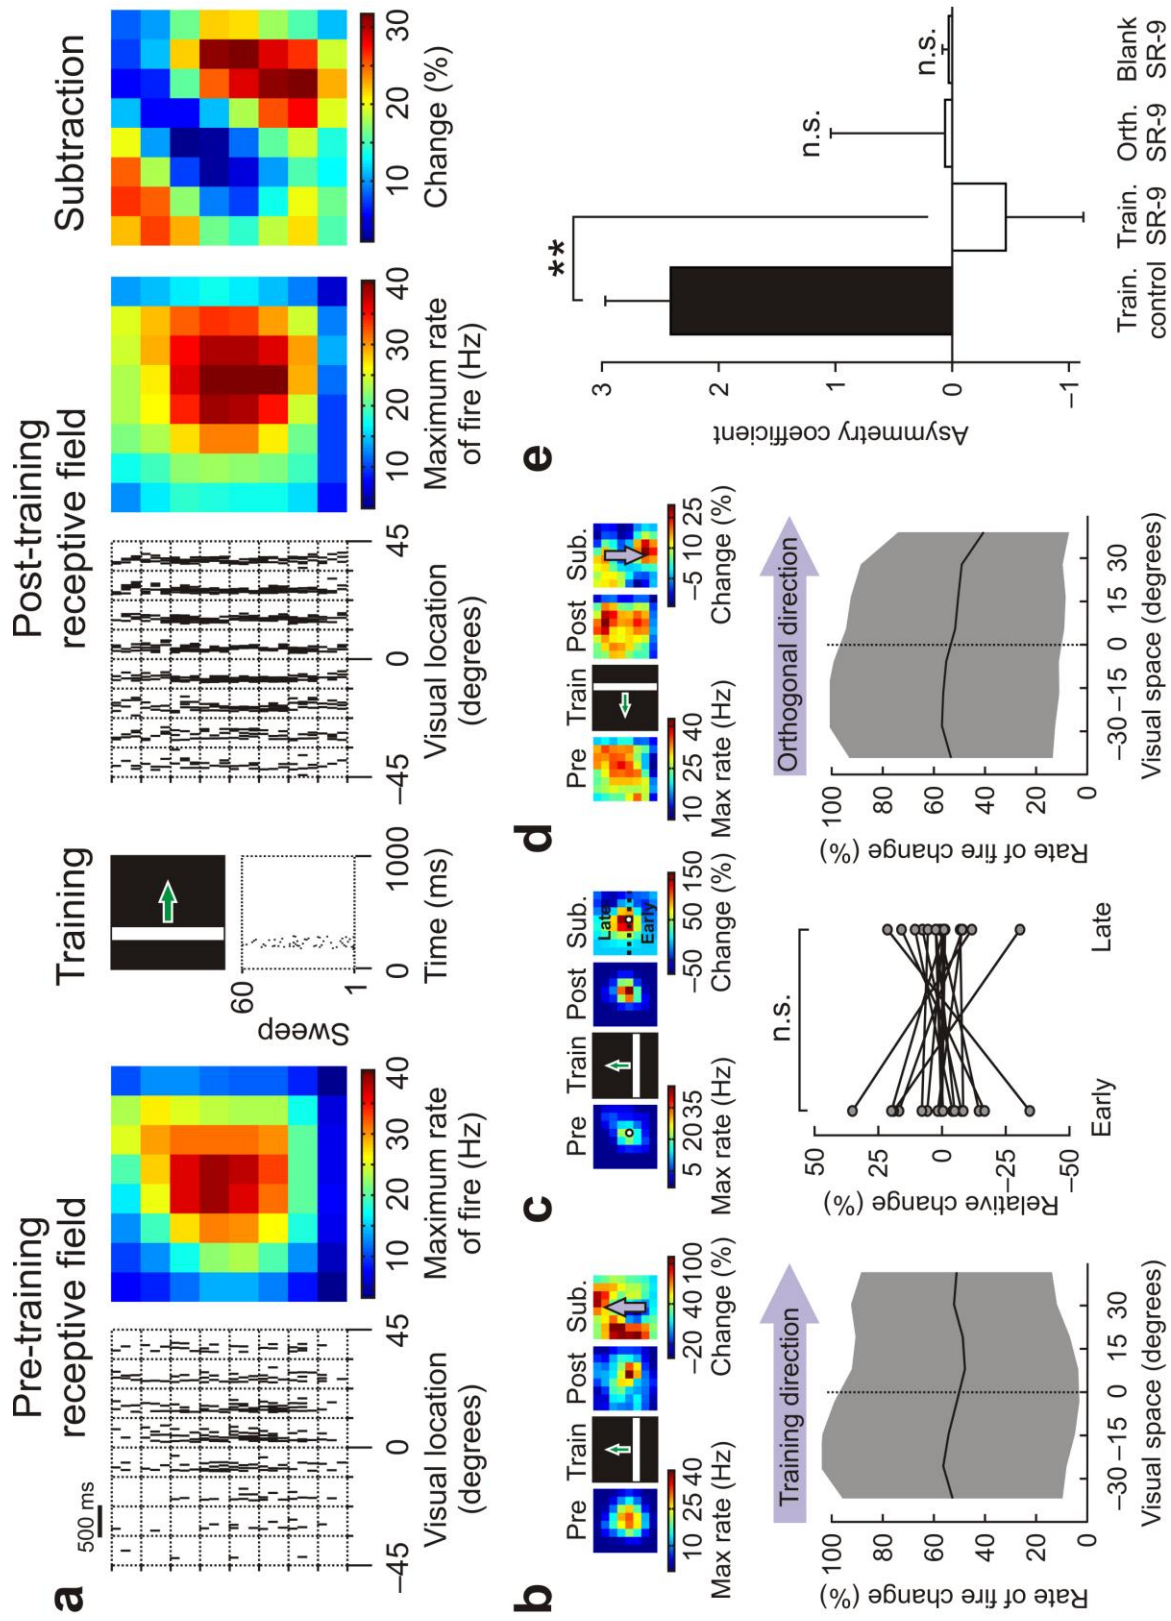 a
Pre-training
receptive field
500 ms
−45
0
45
Visual location
(degrees)
10
20
30
40
Maximum rate
of fire (Hz)
Training
60
1
Sweep
0
1000
Time (ms)
Post-training
receptive field
−45
0
45
Visual location
(degrees)
10
20
30
40
Maximum rate
of fire (Hz)
Subtraction
10
20
30
Change (%)
b
Pre
Train
Post
Sub.
10 25 40
Max rate (Hz)
−20 40 100
Change (%)
Training direction
100
80
60
40
20
0
Rate of fire change (%)
−30 −15 0 15 30
Visual space (degrees)
c
Pre
Train
Post
Sub.
Late
Early
5 20 35
Max rate (Hz)
−50 50 150
Change (%)
n.s.
50
25
0
−25
−50
Relative change (%)
Early
Late
d
Pre
Train
Post
Sub.
10 25 40
Max rate (Hz)
−5 10 25
Change (%)
Orthogonal direction
100
80
60
40
20
0
Rate of fire change (%)
−30 −15 0 15 30
Visual space (degrees)
e
**
n.s.
n.s.
3
2
1
0
−1
Asymmetry coefficient
Train.
control
Train.
SR-9
Orth.
SR-9
Blank
SR-9